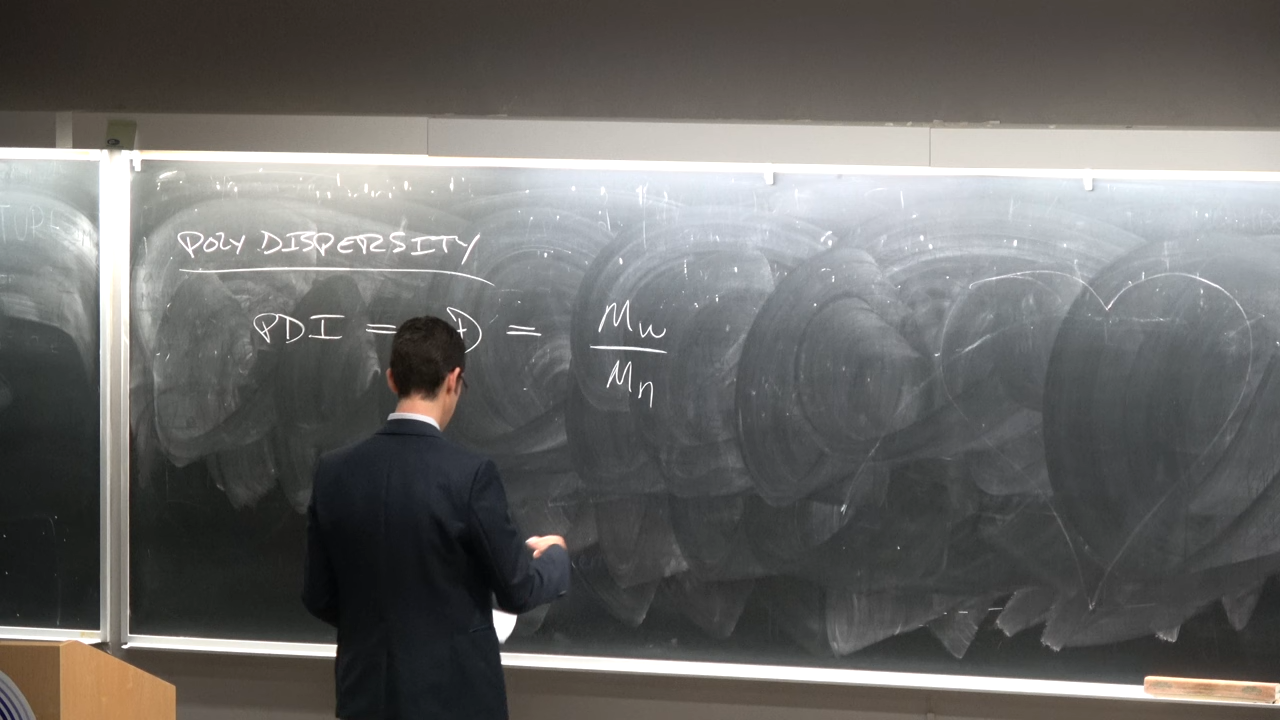 POLY DISPERSITY
PDI = Đ = Mw / Mn